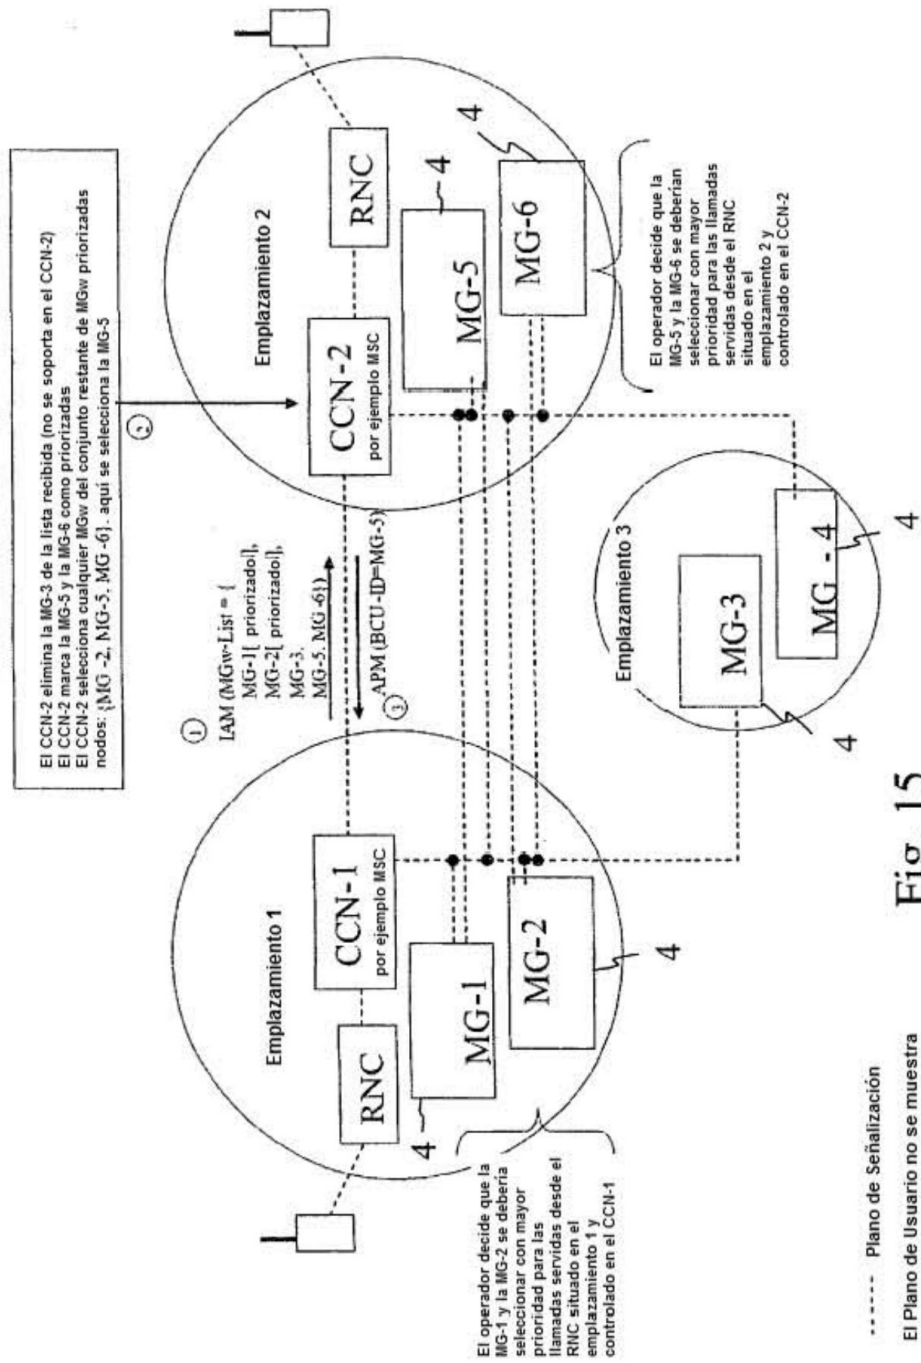 El CCN-2 elimina la MG-3 de la lista recibida (no se soporta en el CCN-2)
El CCN-2 marca la MG-5 y la MG-6 como priorizadas
El CCN-2 selecciona cualquier MGw del conjunto restante de MGw priorizadas
nodos: {MG -2, MG-5, MG -6}. aquí se selecciona la MG-5
2
1
IAM (MGw-List = {
MG-1[ priorizado],
MG-2[ priorizado],
MG-3.
MG-5. MG-6})
APM (BCU-ID=MG-5)
3
Emplazamiento 1
RNC
CCN-1
por ejemplo MSC
MG-1
4
MG-2
4
El operador decide que la
MG-1 y la MG-2 se debería
seleccionar con mayor
prioridad para las
llamadas servidas desde el
RNC situado en el
emplazamiento 1 y
controlado en el CCN-1
Emplazamiento 2
CCN-2
por ejemplo MSC
RNC
MG-5
4
MG-6
4
El operador decide que la
MG-5 y la MG-6 se deberían
seleccionar con mayor
prioridad para las llamadas
servidas desde el RNC
situado en el
emplazamiento 2 y
controlado en el CCN-2
Emplazamiento 3
MG-3
4
MG - 4
4
Plano de Señalización
El Plano de Usuario no se muestra
Fig. 15